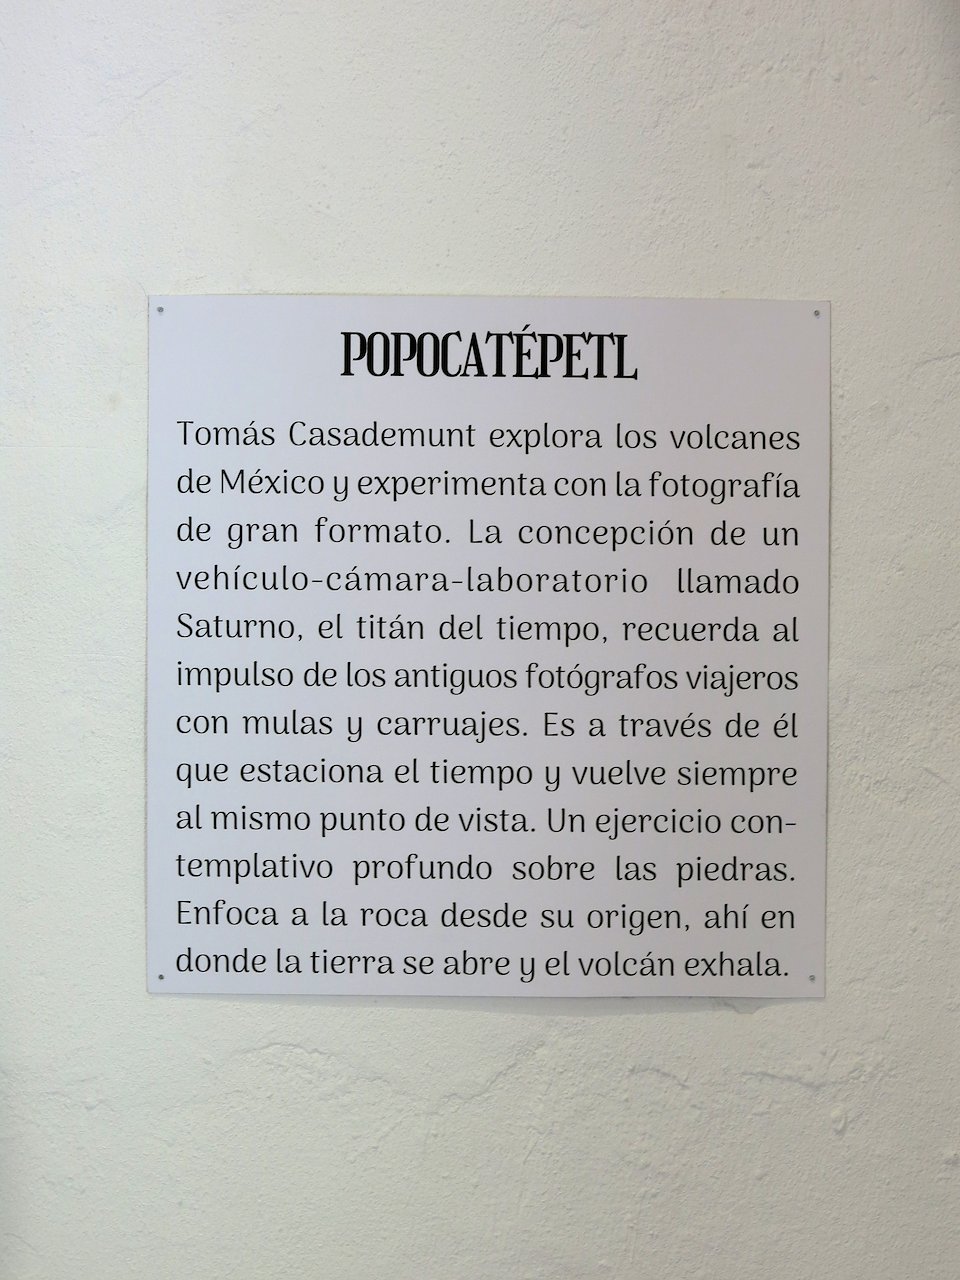 POPOCATÉPETL
Tomás Casademunt explora los volcanes
de México y experimenta con la fotografía
de gran formato. La concepción de un
vehículo-cámara-laboratorio llamado
Saturno, el titán del tiempo, recuerda al
impulso de los antiguos fotógrafos viajeros
con mulas y carruajes. Es a través de él
que estaciona el tiempo y vuelve siempre
al mismo punto de vista. Un ejercicio con-
templativo profundo sobre las piedras.
Enfoca a la roca desde su origen, ahí en
donde la tierra se abre y el volcán exhala.